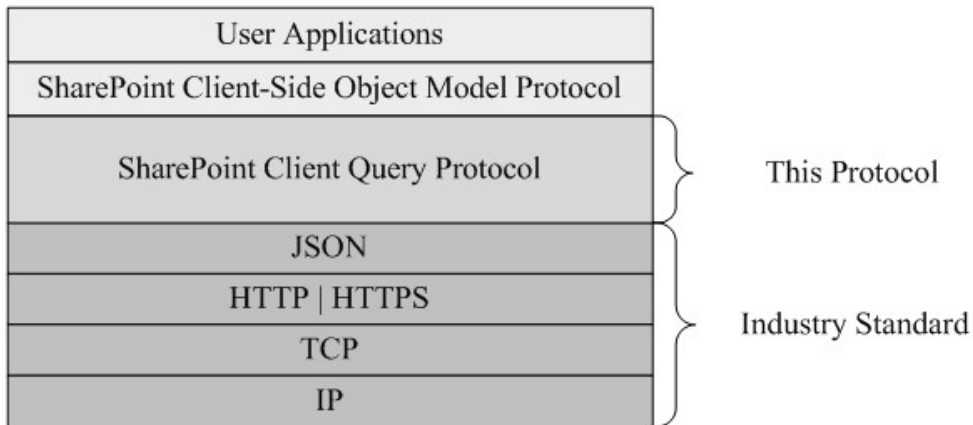 User Applications
SharePoint Client-Side Object Model Protocol
SharePoint Client Query Protocol
This Protocol
JSON
HTTP | HTTPS
TCP
IP
Industry Standard